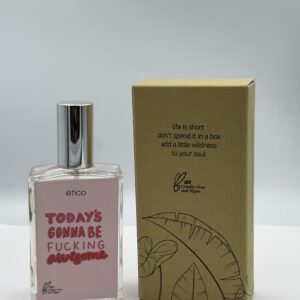 ético
TODAY'S
GONNA BE
FUCKING
awesome
life is short
don't spend it in a box
add a little wildness
to your soul
Cruelty-Free
and Vegan